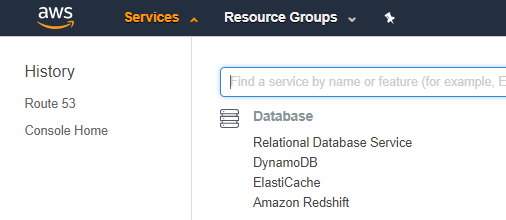 aws
Services Resource Groups
History
Route 53
Console Home
Find a service by name or feature (for example, E
Database
Relational Database Service
DynamoDB
ElastiCache
Amazon Redshift